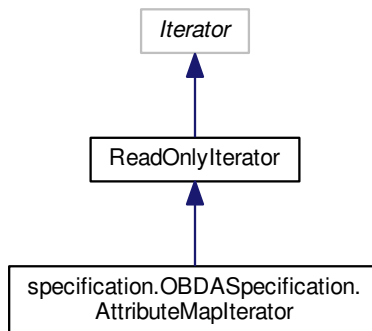 Iterator
ReadOnlyIterator
specification.OBDASpecification.
AttributeMapIterator